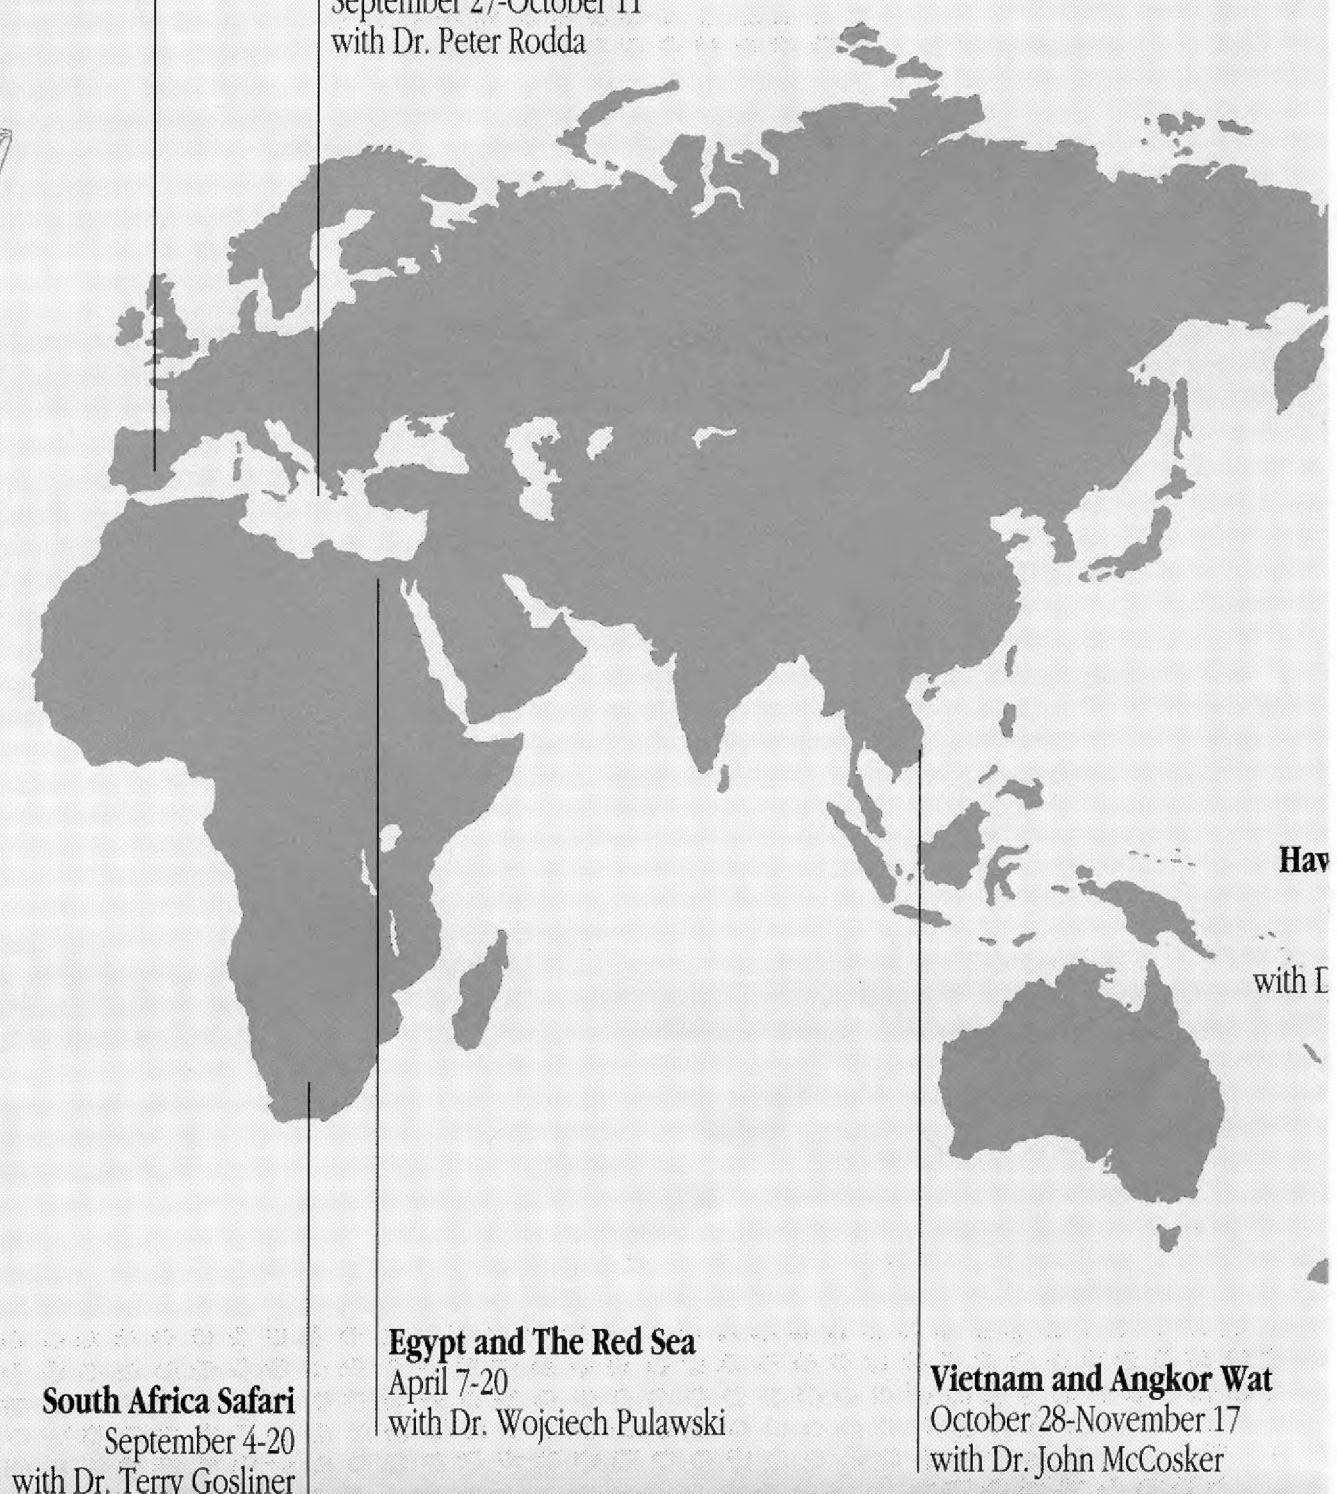 September 27-October 11
with Dr. Peter Rodda
Hav
with D
Egypt and The Red Sea
April 7-20
with Dr. Wojciech Pulawski
South Africa Safari
September 4-20
with Dr. Terry Gosliner
Vietnam and Angkor Wat
October 28-November 17
with Dr. John McCosker